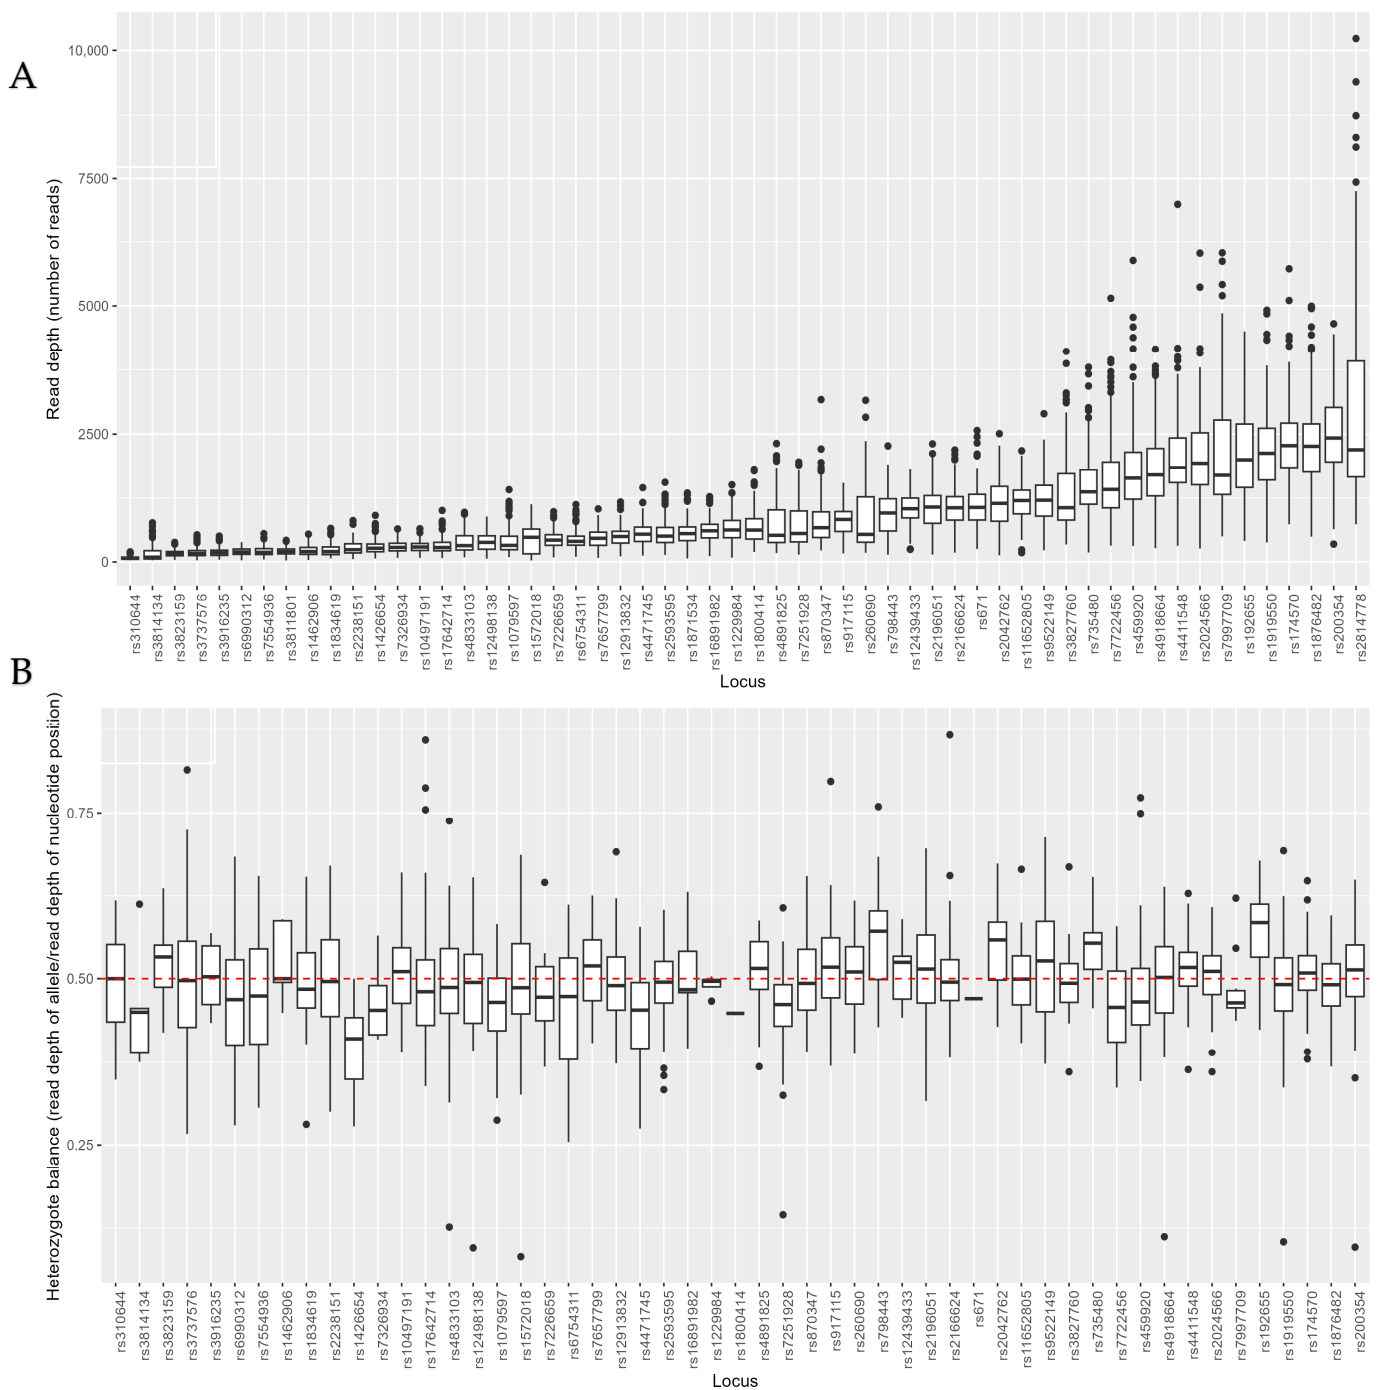 A
Read depth (number of reads)
10,000
7500
5000
2500
0
rs310644
rs3814134
rs3823159
rs3737576
rs3916235
rs6990312
rs7554936
rs3811801
rs1462906
rs1834619
rs2238151
rs1426654
rs7326934
rs10497191
rs17642714
rs4833103
rs12498138
rs1079597
rs1572018
rs7226659
rs6754311
rs7657799
rs12913832
rs4471745
rs2593595
rs1871534
rs16891982
rs1229984
rs1800414
rs4891825
rs7251928
rs870347
rs917115
rs260690
rs798443
rs12439433
rs2196051
rs2166624
rs671
rs2042762
rs11652805
rs9522149
rs3827760
rs735480
rs7722456
rs459920
rs4918664
rs4411548
rs2024566
rs7997709
rs192655
rs1919550
rs174570
rs1876482
rs200354
rs2814778
Locus
B
Heterozygote balance (read depth of allele/read depth of nucleotide position)
0.75
0.50
0.25
rs310644
rs3814134
rs3823159
rs3737576
rs3916235
rs6990312
rs7554936
rs1462906
rs1834619
rs2238151
rs1426654
rs7326934
rs10497191
rs17642714
rs4833103
rs12498138
rs1079597
rs1572018
rs7226659
rs6754311
rs7657799
rs12913832
rs4471745
rs2593595
rs16891982
rs1229984
rs1800414
rs4891825
rs7251928
rs870347
rs917115
rs260690
rs798443
rs12439433
rs2196051
rs2166624
rs671
rs2042762
rs11652805
rs9522149
rs3827760
rs735480
rs7722456
rs459920
rs4918664
rs4411548
rs2024566
rs7997709
rs192655
rs1919550
rs174570
rs1876482
rs200354
Locus